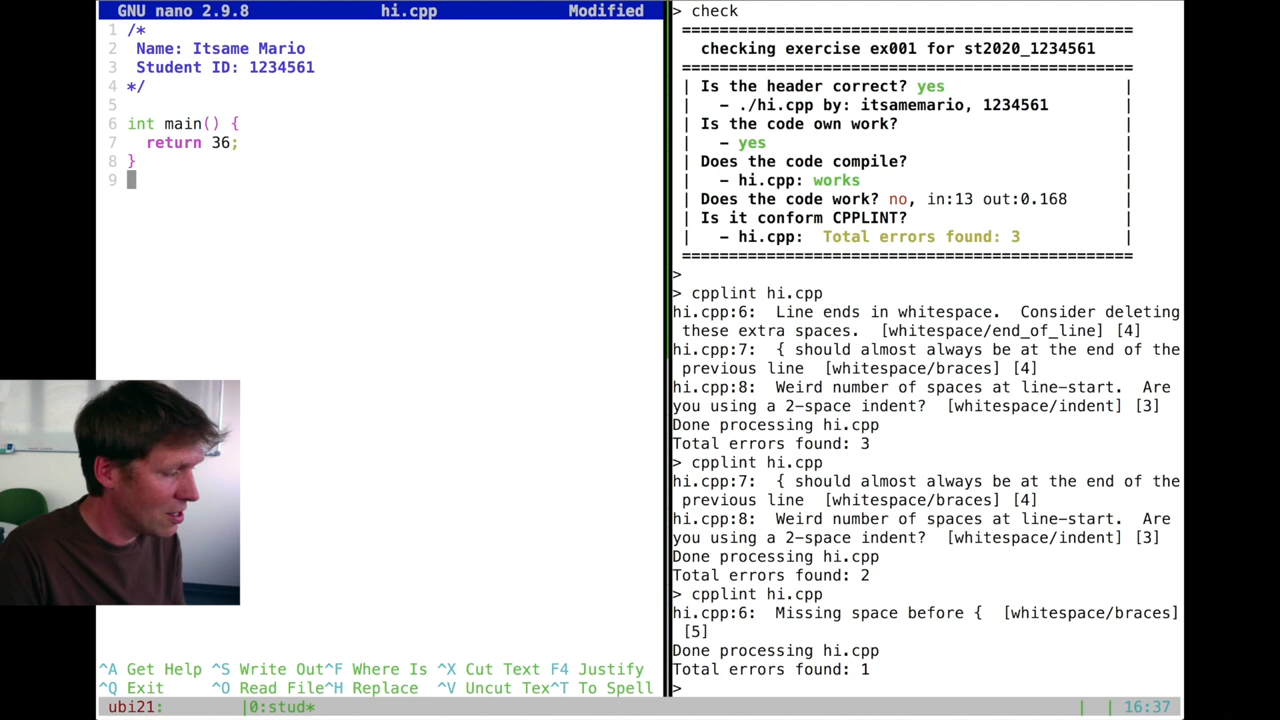 GNU nano 2.9.8 hi.cpp Modified
1 /*
2 Name: Itsame Mario
3 Student ID: 1234561
4 */
5
6 int main() {
7 return 36;
8 }
9
^A Get Help ^S Write Out^F Where Is ^X Cut Text F4 Justify
^Q Exit ^O Read File^H Replace ^V Uncut Tex^T To Spell
> check
=================================================
checking exercise ex001 for st2020_1234561
=================================================
| Is the header correct? yes |
| – ./hi.cpp by: itsamemario, 1234561 |
| Is the code own work? |
| – yes |
| Does the code compile? |
| – hi.cpp: works |
| Does the code work? no, in:13 out:0.168 |
| Is it conform CPPLINT? |
| – hi.cpp: Total errors found: 3 |
=================================================
>
> cpplint hi.cpp
hi.cpp:6: Line ends in whitespace. Consider deleting
these extra spaces. [whitespace/end_of_line] [4]
hi.cpp:7: { should almost always be at the end of the
previous line [whitespace/braces] [4]
hi.cpp:8: Weird number of spaces at line-start. Are
you using a 2-space indent? [whitespace/indent] [3]
Done processing hi.cpp
Total errors found: 3
> cpplint hi.cpp
hi.cpp:7: { should almost always be at the end of the
previous line [whitespace/braces] [4]
hi.cpp:8: Weird number of spaces at line-start. Are
you using a 2-space indent? [whitespace/indent] [3]
Done processing hi.cpp
Total errors found: 2
> cpplint hi.cpp
hi.cpp:6: Missing space before { [whitespace/braces]
[5]
Done processing hi.cpp
Total errors found: 1
>
ubi21: |0:stud* | | 16:37